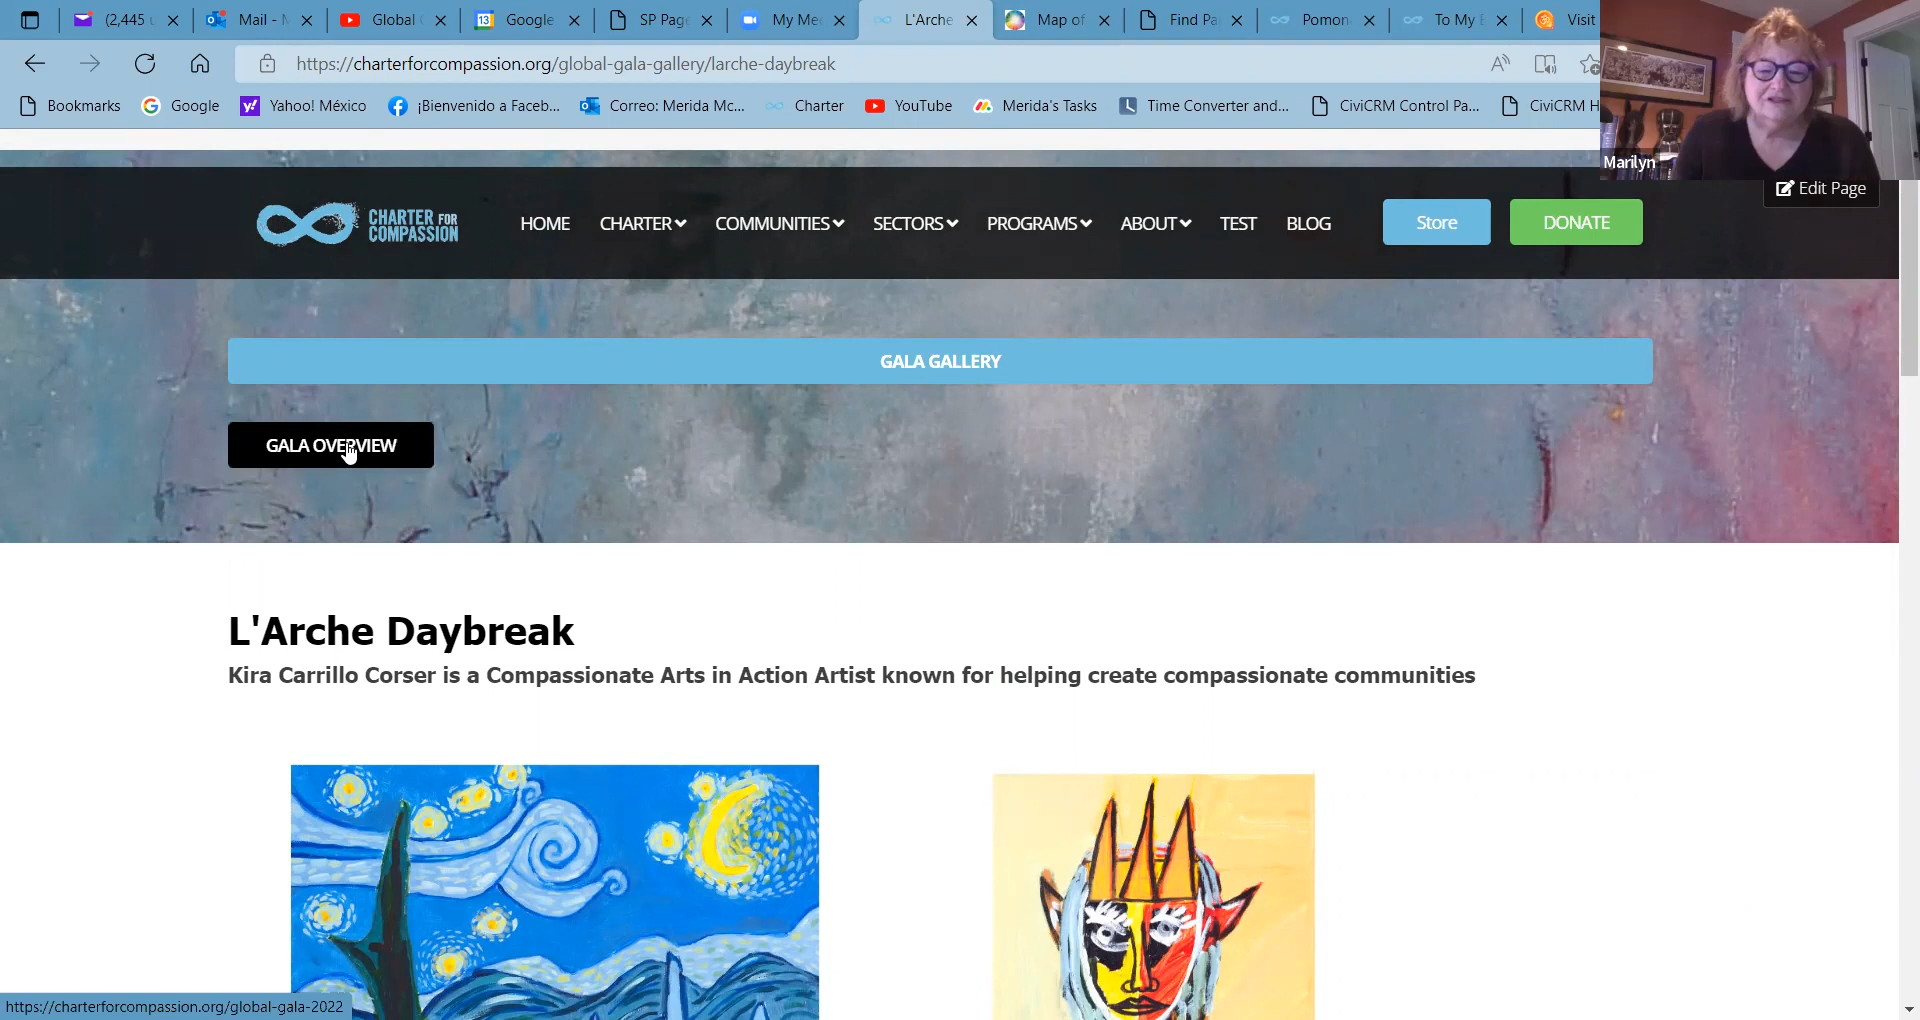 (2,445 u
Mail - M
Global
Google
SP Page
My Me
L'Arche
Map of
Find Pa
Pomon
To My
Visit
https://charterforcompassion.org/global-gala-gallery/larche-daybreak
Bookmarks
Google
Yahoo! México
¡Bienvenido a Faceb...
Correo: Merida Mc...
Charter
YouTube
Merida's Tasks
Time Converter and...
CiviCRM Control Pa...
CiviCRM H
Marilyn
Edit Page
CHARTER FOR
COMPASSION
HOME
CHARTER
COMMUNITIES
SECTORS
PROGRAMS
ABOUT
TEST
BLOG
Store
DONATE
GALA GALLERY
GALA OVERVIEW
L'Arche Daybreak
Kira Carrillo Corser is a Compassionate Arts in Action Artist known for helping create compassionate communities
https://charterforcompassion.org/global-gala-2022